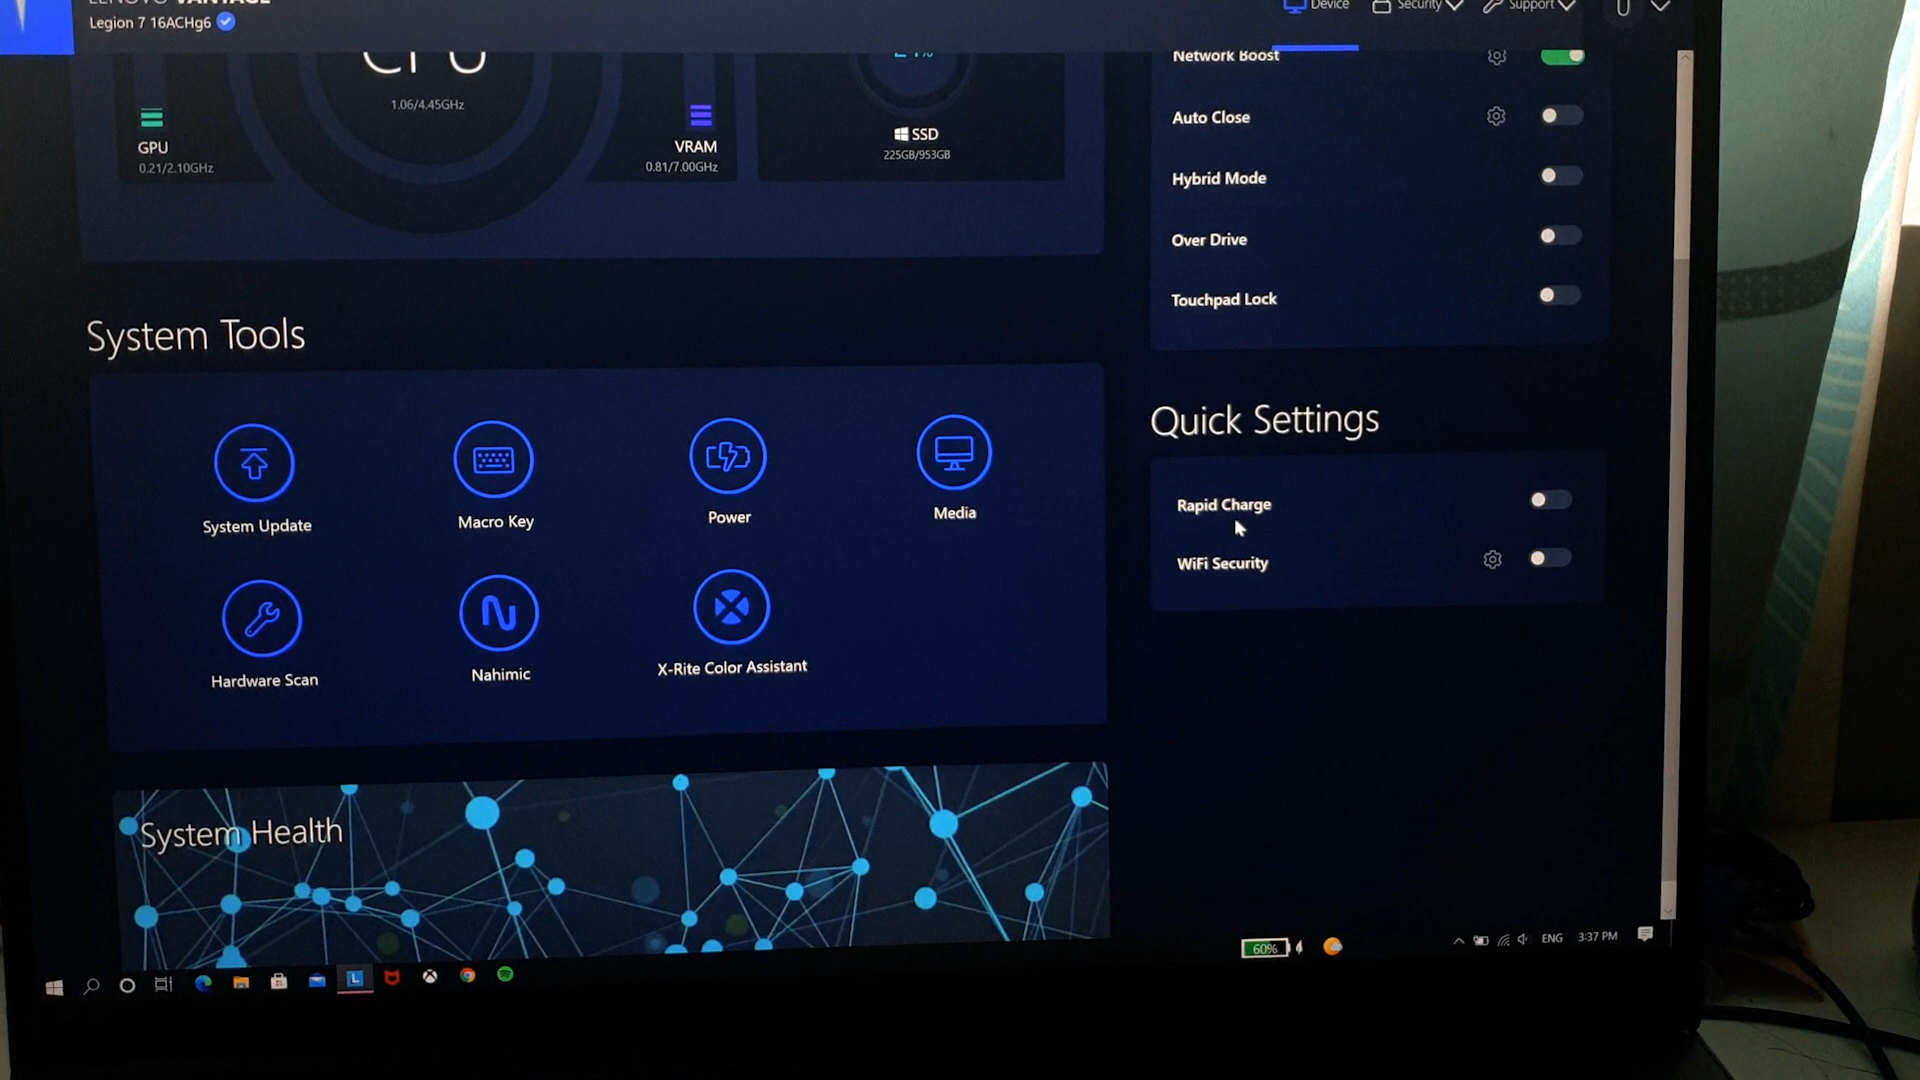 LENOVO VANTAGE
Legion 7 16ACHg6
Device
Security
Support
CPU
1.06/4.45GHz
GPU
0.21/2.10GHz
VRAM
0.81/7.00GHz
SSD
225GB/953GB
Network Boost
Auto Close
Hybrid Mode
Over Drive
Touchpad Lock
System Tools
System Update
Macro Key
Power
Media
Hardware Scan
Nahimic
X-Rite Color Assistant
Quick Settings
Rapid Charge
WiFi Security
System Health
60%
ENG
3:37 PM